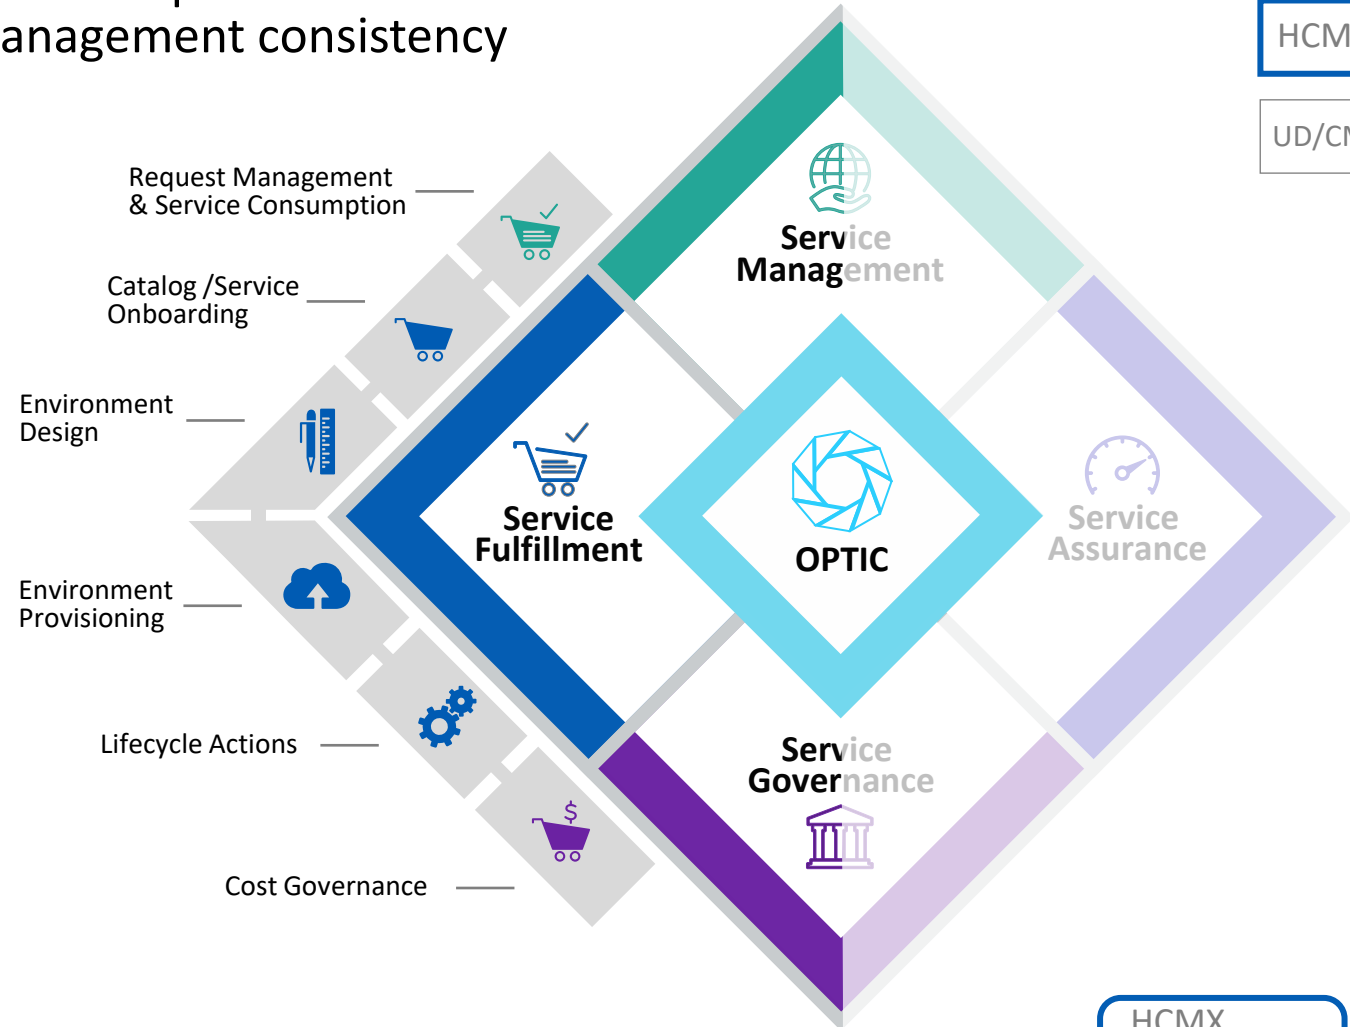 anagement consistency
HCM
UD/CM
Request Management
& Service Consumption
Catalog /Service
Onboarding
Environment
Design
Environment
Provisioning
Lifecycle Actions
Cost Governance
Service
Management
Service
Fulfillment
OPTIC
Service
Assurance
Service
Governance
HCMX